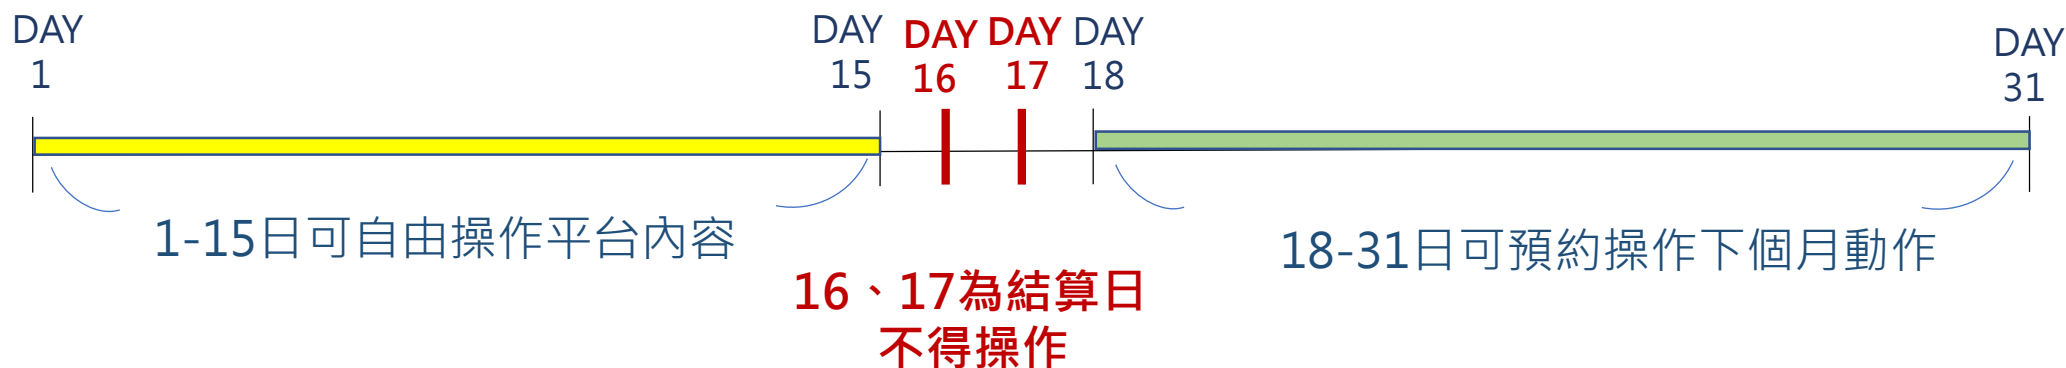 DAY
1
DAY
15
DAY
16
DAY
17
DAY
18
DAY
31
1-15日可自由操作平台內容
16、17為結算日
不得操作
18-31日可預約操作下個月動作